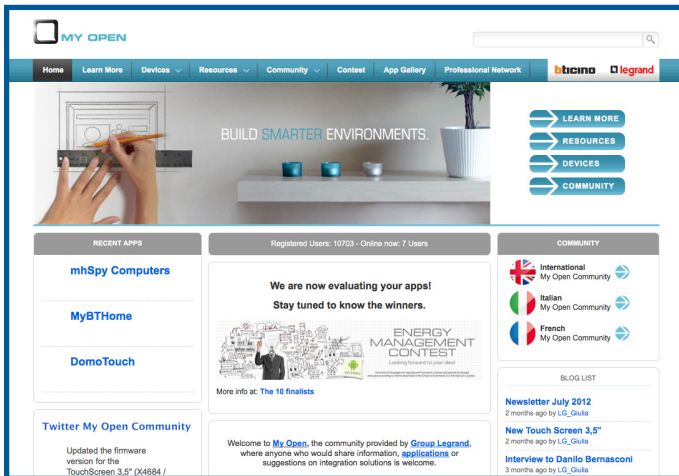 MY OPEN
Home Learn More Devices Resources Community Contest App Gallery Professional Network bticino legrand
BUILD SMARTER ENVIRONMENTS.
LEARN MORE
RESOURCES
DEVICES
COMMUNITY
RECENT APPS
mhSpy Computers
MyBTHome
DomoTouch
Twitter My Open Community
Updated the firmware
version for the
TouchScreen 3,5" (X4684 /
Registered Users: 10703 - Online now: 7 Users
We are now evaluating your apps!
Stay tuned to know the winners.
ENERGY
MANAGEMENT
CONTEST
Looking forward to your idea!
More info at: The 10 finalists
Welcome to My Open, the community provided by Group Legrand,
where anyone who would share information, applications or
suggestions on integration solutions is welcome.
COMMUNITY
International
My Open Community
Italian
My Open Community
French
My Open Community
BLOG LIST
Newsletter July 2012
2 months ago by LG_Giulia
New Touch Screen 3,5"
2 months ago by LG_Giulia
Interview to Danilo Bernasconi
3 months ago by LG_Giulia